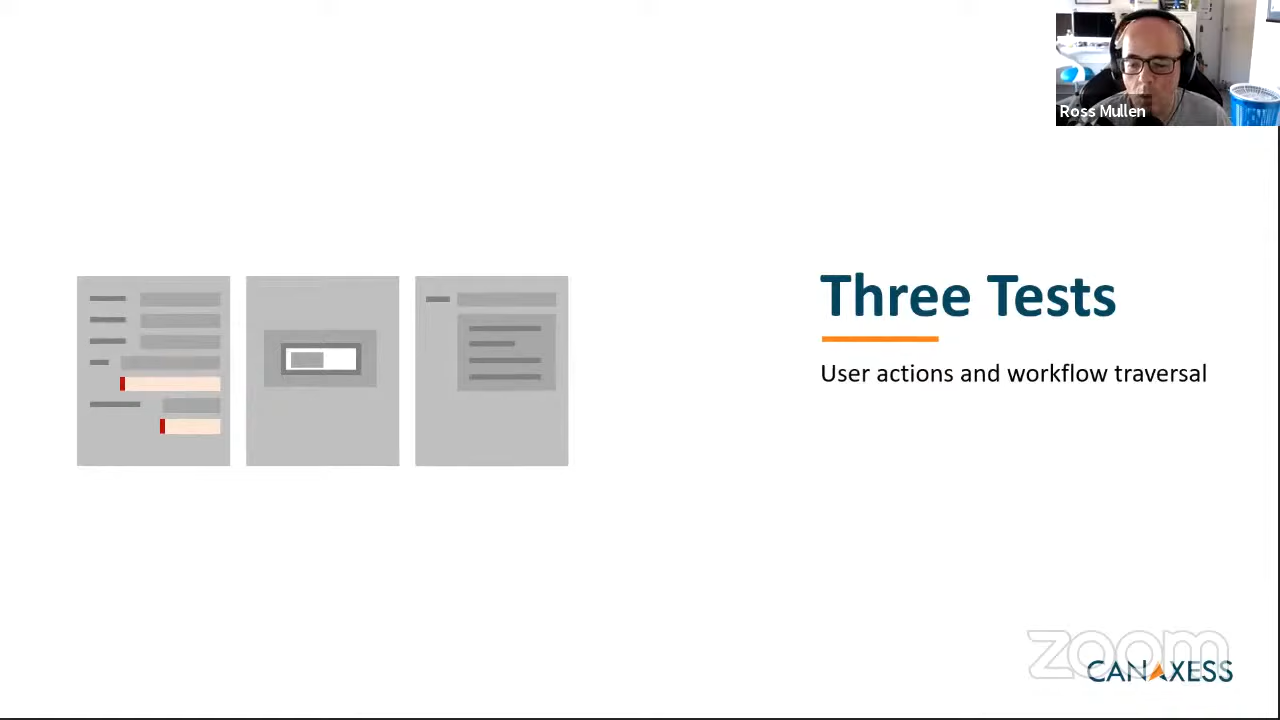 Ross Mullen
Three Tests
User actions and workflow traversal
zoom
CANAXESS